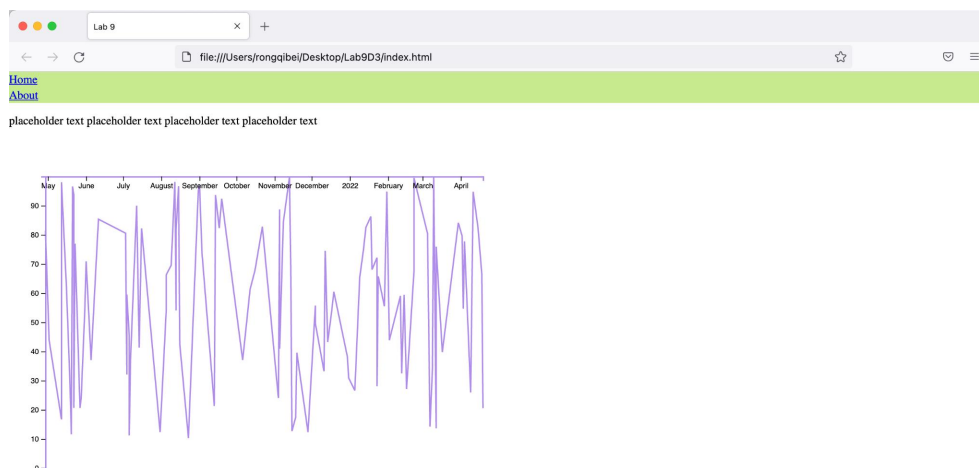 Lab 9
file:///Users/rongqibei/Desktop/Lab9D3/index.html
Home
About
placeholder text placeholder text placeholder text placeholder text
May June July August September October November December 2022 February March April
90
80
70
60
50
40
30
20
10
0